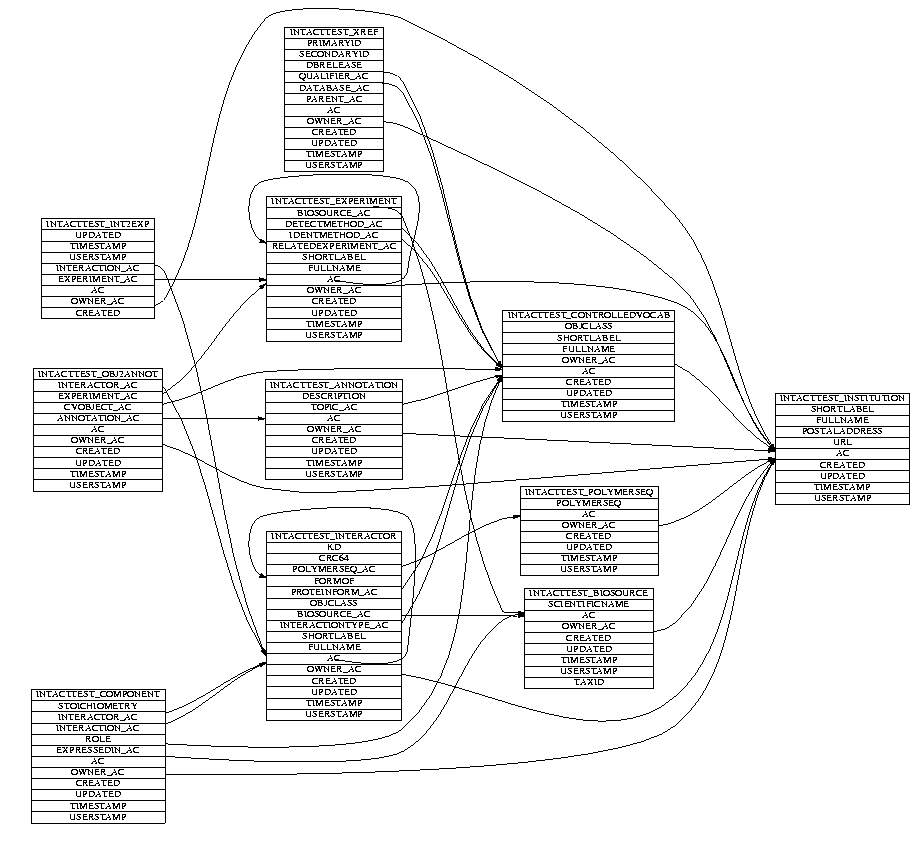 INTACTTEST_XREF
PRIMARYID
SECONDARYID
DBRELEASE
QUALIFIER_AC
DATABASE_AC
PARENT_AC
AC
OWNER_AC
CREATED
UPDATED
TIMESTAMP
USERSTAMP
INTACTTEST_INT2EXP
UPDATED
TIMESTAMP
USERSTAMP
INTERACTION_AC
EXPERIMENT_AC
AC
OWNER_AC
CREATED
INTACTTEST_EXPERIMENT
BIOSOURCE_AC
DETECTMETHOD_AC
IDENTMETHOD_AC
RELATEDEXPERIMENT_AC
SHORTLABEL
FULLNAME
AC
OWNER_AC
CREATED
UPDATED
TIMESTAMP
USERSTAMP
INTACTTEST_CONTROLLEDVOCAB
OBJCLASS
SHORTLABEL
FULLNAME
OWNER_AC
AC
CREATED
UPDATED
TIMESTAMP
USERSTAMP
INTACTTEST_OBJ2ANNOT
INTERACTOR_AC
EXPERIMENT_AC
CVOBJECT_AC
ANNOTATION_AC
AC
OWNER_AC
CREATED
UPDATED
TIMESTAMP
USERSTAMP
INTACTTEST_ANNOTATION
DESCRIPTION
TOPIC_AC
AC
OWNER_AC
CREATED
UPDATED
TIMESTAMP
USERSTAMP
INTACTTEST_INSTITUTION
SHORTLABEL
FULLNAME
POSTALADDRESS
URL
AC
CREATED
UPDATED
TIMESTAMP
USERSTAMP
INTACTTEST_POLYMERSEQ
POLYMERSEQ
AC
OWNER_AC
CREATED
UPDATED
TIMESTAMP
USERSTAMP
INTACTTEST_INTERACTOR
KD
CRC64
POLYMERSEQ_AC
FORMOF
PROTEINFORM_AC
OBJCLASS
BIOSOURCE_AC
INTERACTIONTYPE_AC
SHORTLABEL
FULLNAME
AC
OWNER_AC
CREATED
UPDATED
TIMESTAMP
USERSTAMP
INTACTTEST_BIOSOURCE
SCIENTIFICNAME
AC
OWNER_AC
CREATED
UPDATED
TIMESTAMP
USERSTAMP
TAXID
INTACTTEST_COMPONENT
STOICHIOMETRY
INTERACTOR_AC
INTERACTION_AC
ROLE
EXPRESSEDIN_AC
AC
OWNER_AC
CREATED
UPDATED
TIMESTAMP
USERSTAMP